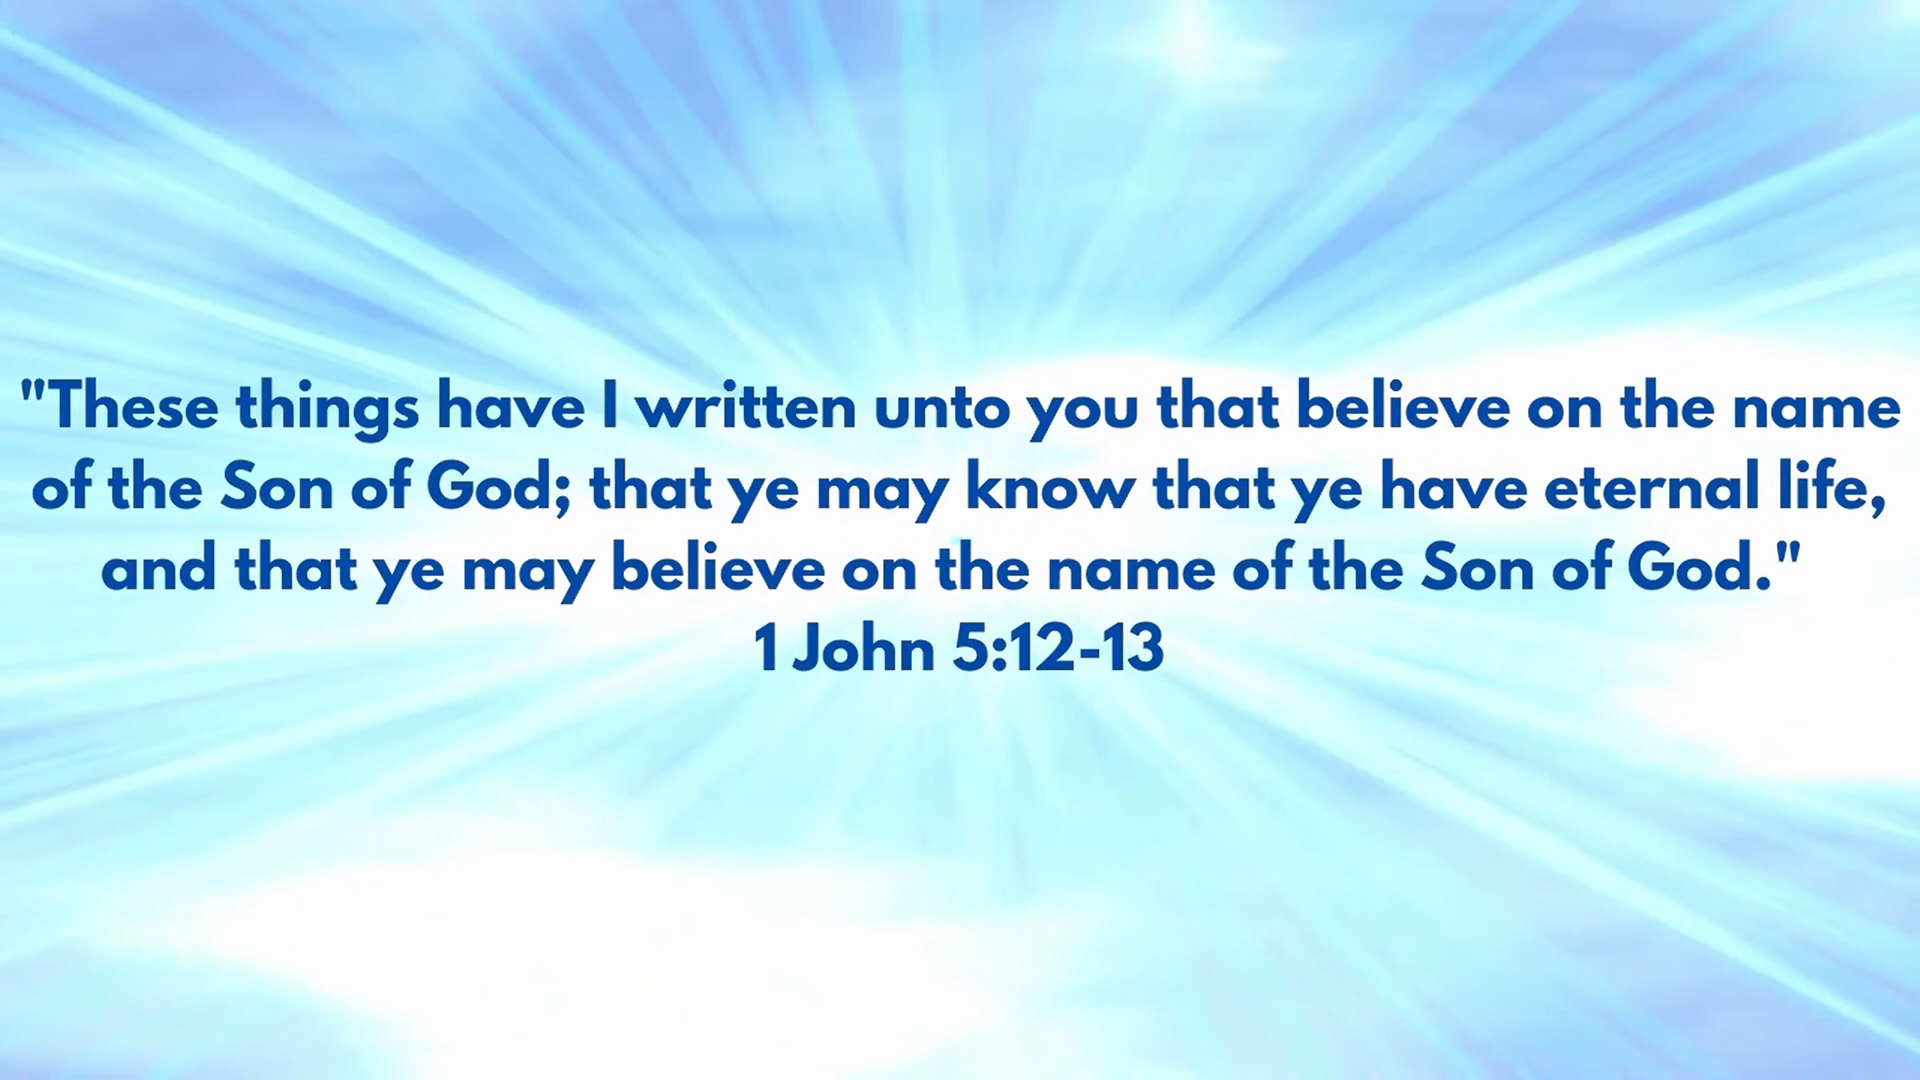 "These things have I written unto you that believe on the name
of the Son of God; that ye may know that ye have eternal life,
and that ye may believe on the name of the Son of God."
1 John 5:12-13